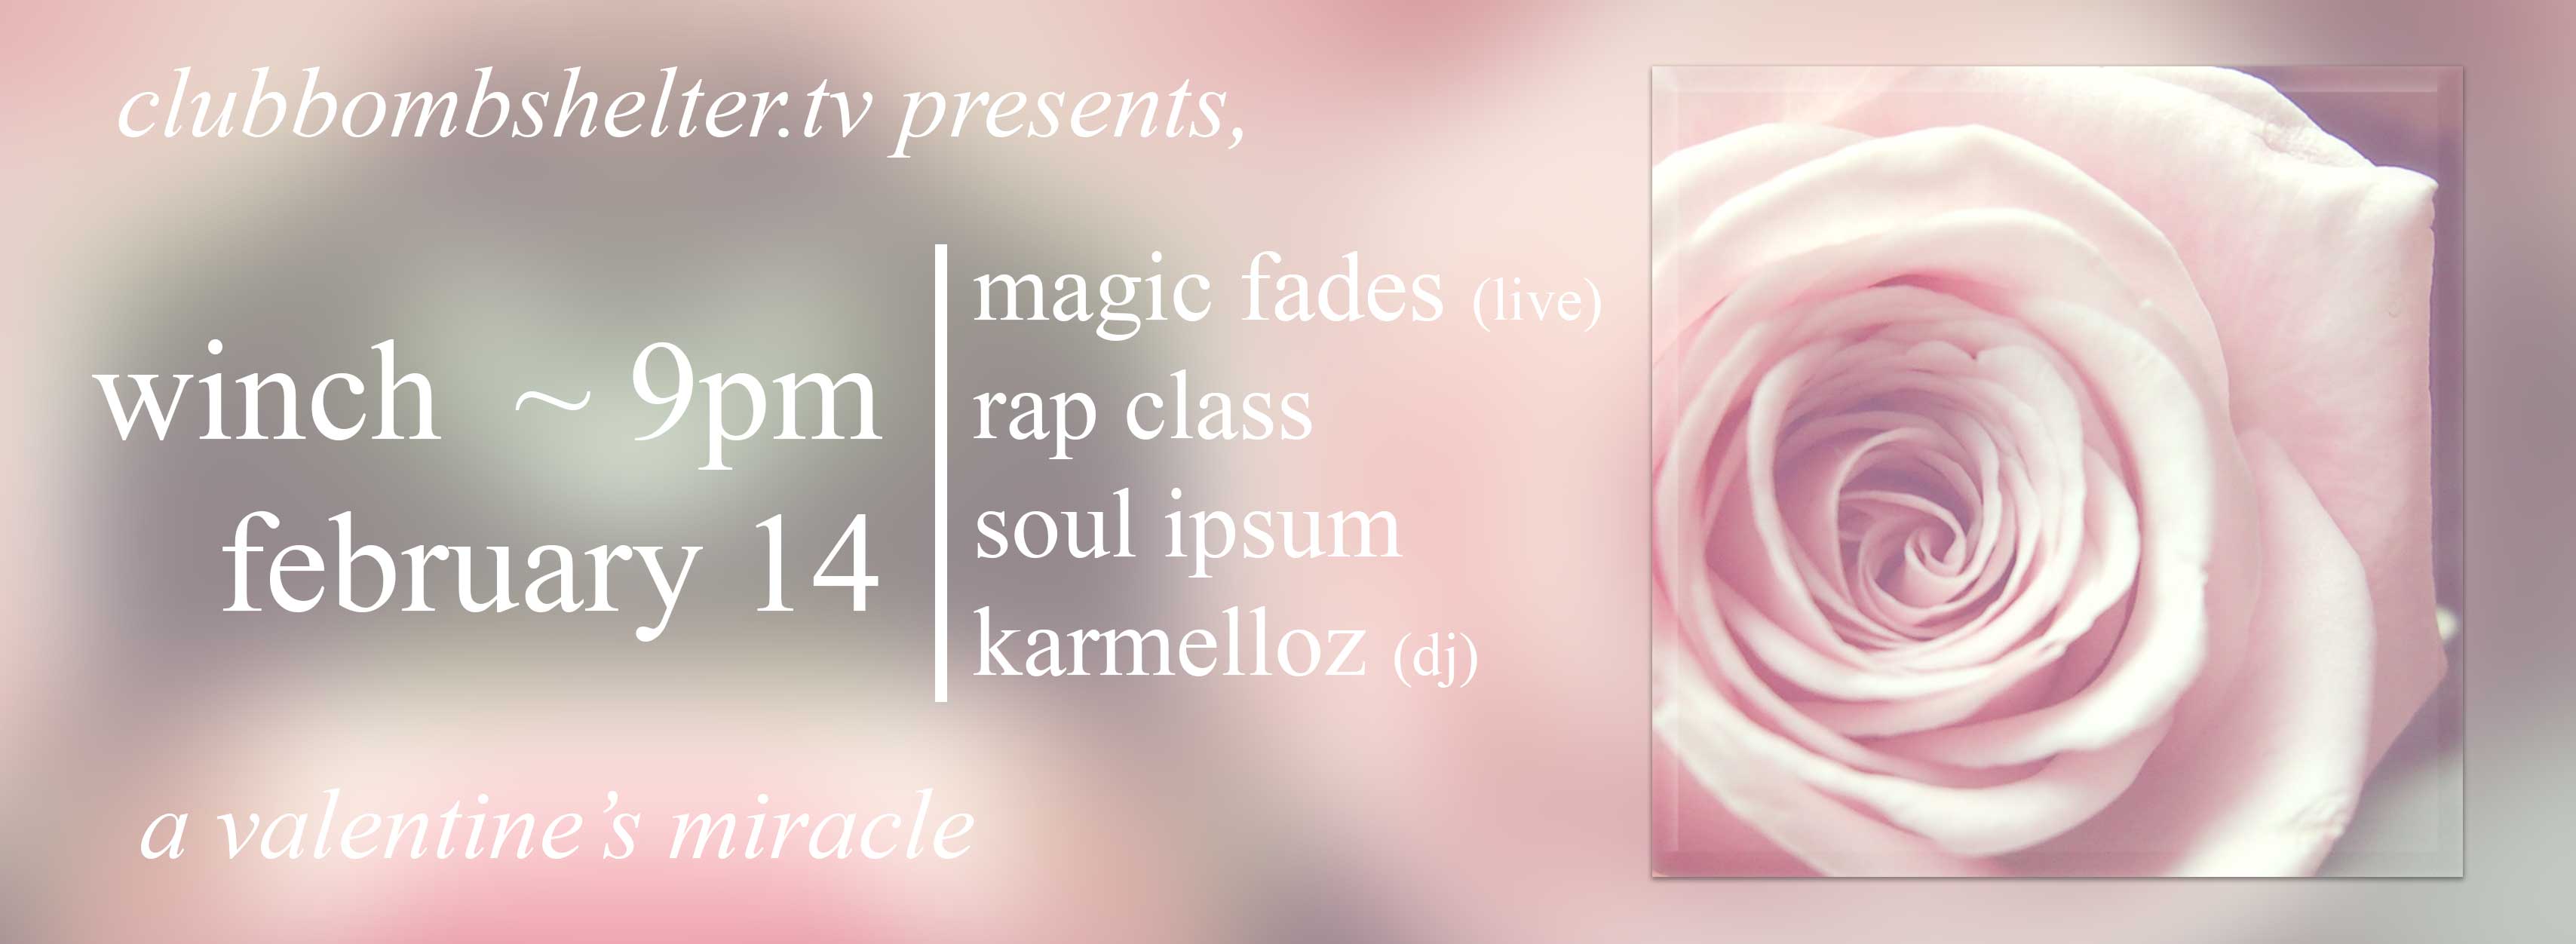 clubbombshelter.tv presents,
winch ~ 9pm
february 14
magic fades (live)
rap class
soul ipsum
karmelloz (dj)
a valentine’s miracle